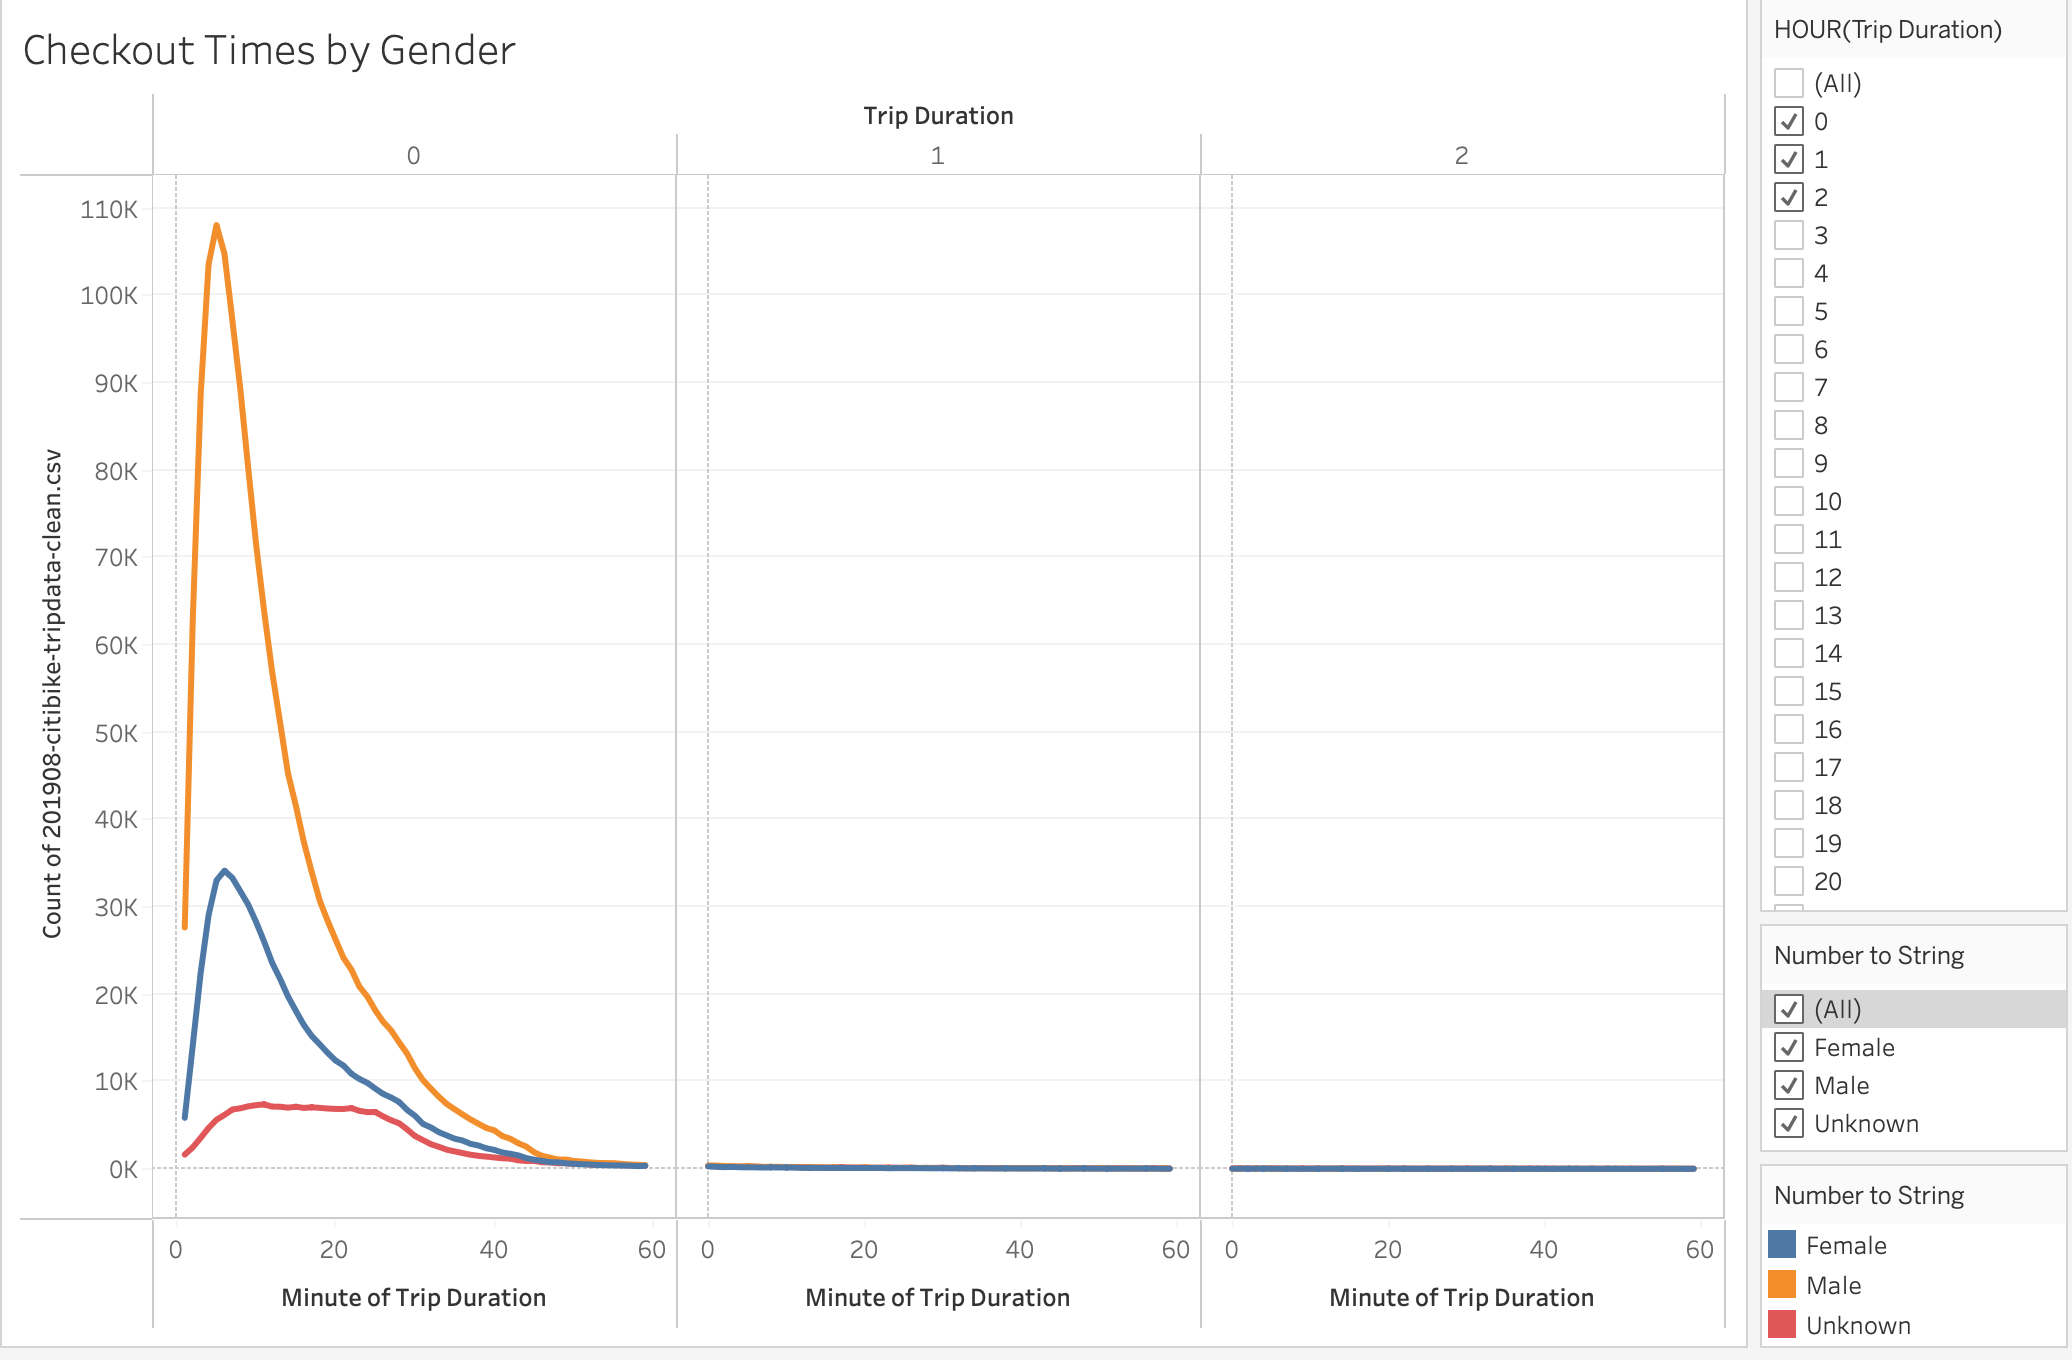 Checkout Times by Gender
Trip Duration
0 1 2
110K
100K
90K
80K
70K
60K
50K
40K
30K
20K
10K
0K
Count of 201908-citibike-tripdata-clean.csv
0 20 40 60 0 20 40 60 0 20 40 60
Minute of Trip Duration Minute of Trip Duration Minute of Trip Duration
HOUR(Trip Duration)
(All)
0
1
2
3
4
5
6
7
8
9
10
11
12
13
14
15
16
17
18
19
20
Number to String
(All)
Female
Male
Unknown
Number to String
Female
Male
Unknown